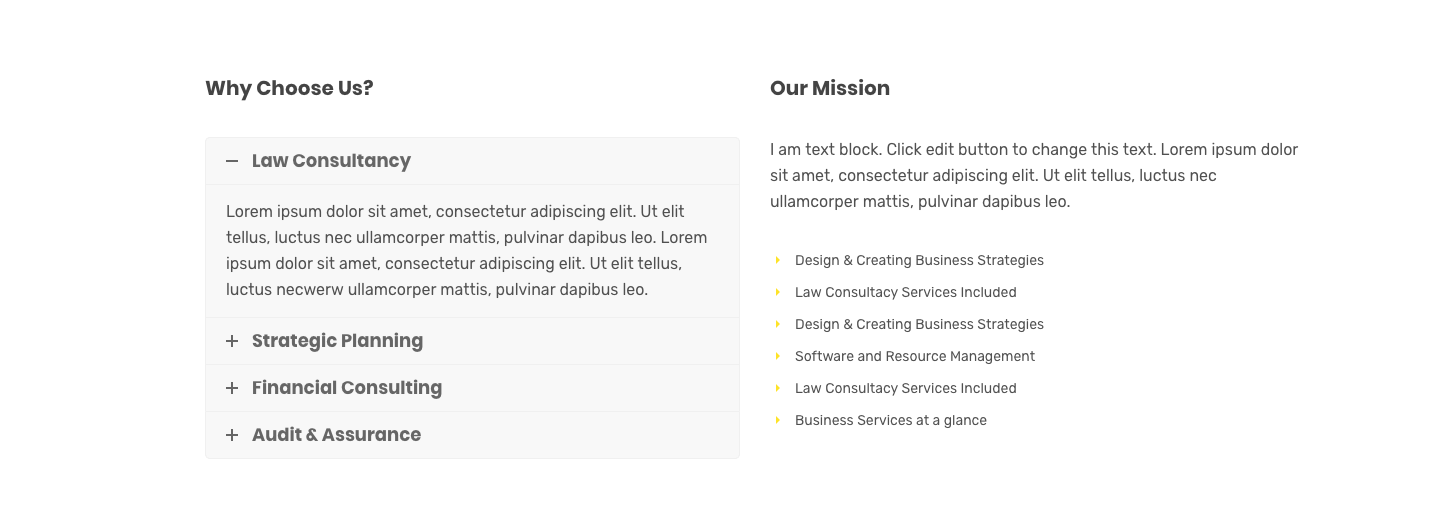 Why Choose Us?
Law Consultancy
Lorem ipsum dolor sit amet, consectetur adipiscing elit. Ut elit
tellus, luctus nec ullamcorper mattis, pulvinar dapibus leo. Lorem
ipsum dolor sit amet, consectetur adipiscing elit. Ut elit tellus,
luctus necwerw ullamcorper mattis, pulvinar dapibus leo.
Strategic Planning
Financial Consulting
Audit & Assurance
Our Mission
I am text block. Click edit button to change this text. Lorem ipsum dolor
sit amet, consectetur adipiscing elit. Ut elit tellus, luctus nec
ullamcorper mattis, pulvinar dapibus leo.
Design & Creating Business Strategies
Law Consultacy Services Included
Design & Creating Business Strategies
Software and Resource Management
Law Consultacy Services Included
Business Services at a glance